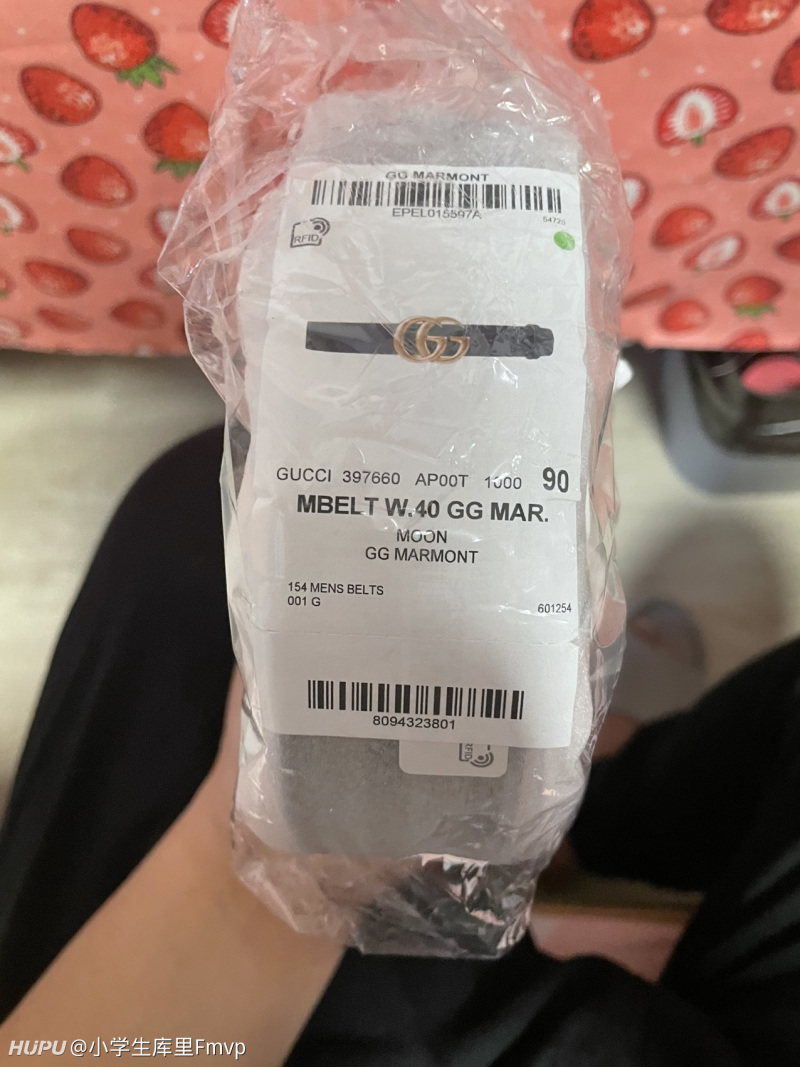 GG MARMONT
EPEL015597A
54725
RFID
GUCCI 397660 AP00T 1000 90
MBELT W.40 GG MAR.
MOON
GG MARMONT
154 MENS BELTS
001 G
601254
8094323801
RFID
HUPU @小学生库里Fmvp